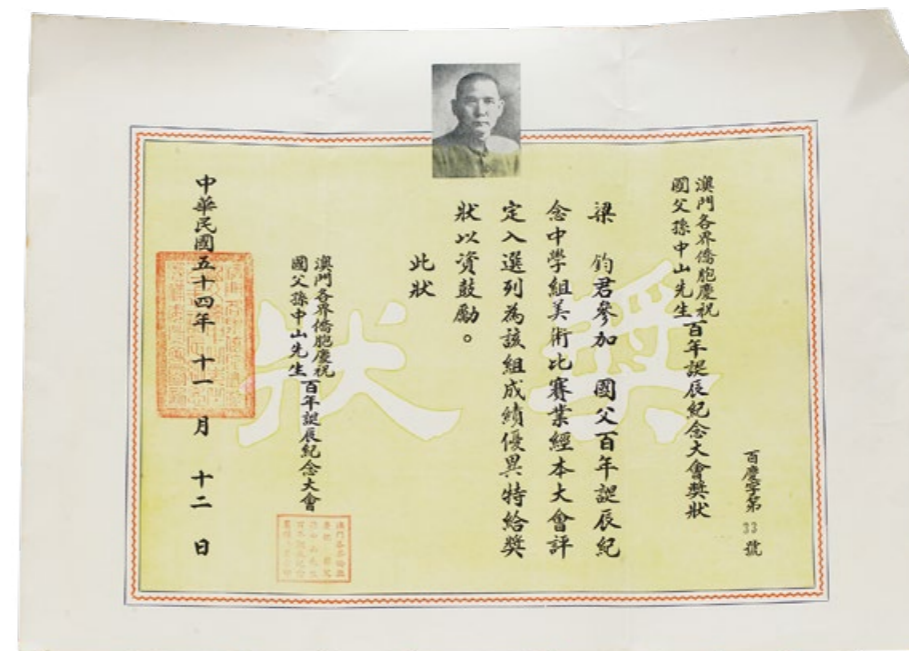 百慶字第33號
澳門各界僑胞慶祝
國父孫中山先生
百年誕辰紀念大會獎狀
梁 鈞君參加 國父百年誕辰紀
念中學組美術比賽業經本大會評
定入選列為該組成績優異特給獎
狀以資鼓勵。
此狀
澳門各界僑胞慶祝
國父孫中山先生
百年誕辰紀念大會
中華民國五十四年 十一 月 十二 日
獎狀